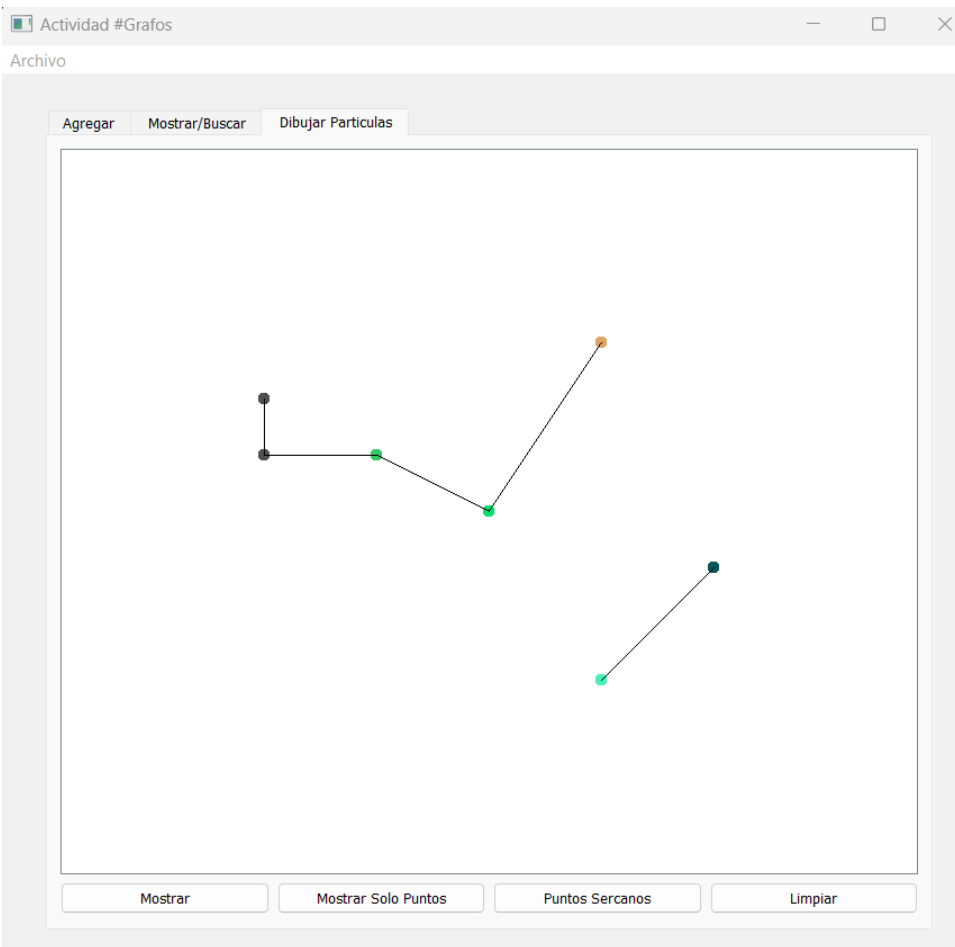 Actividad #Grafos
Archivo
Agregar Mostrar/Buscar Dibujar Particulas
Mostrar Mostrar Solo Puntos Puntos Sercanos Limpiar